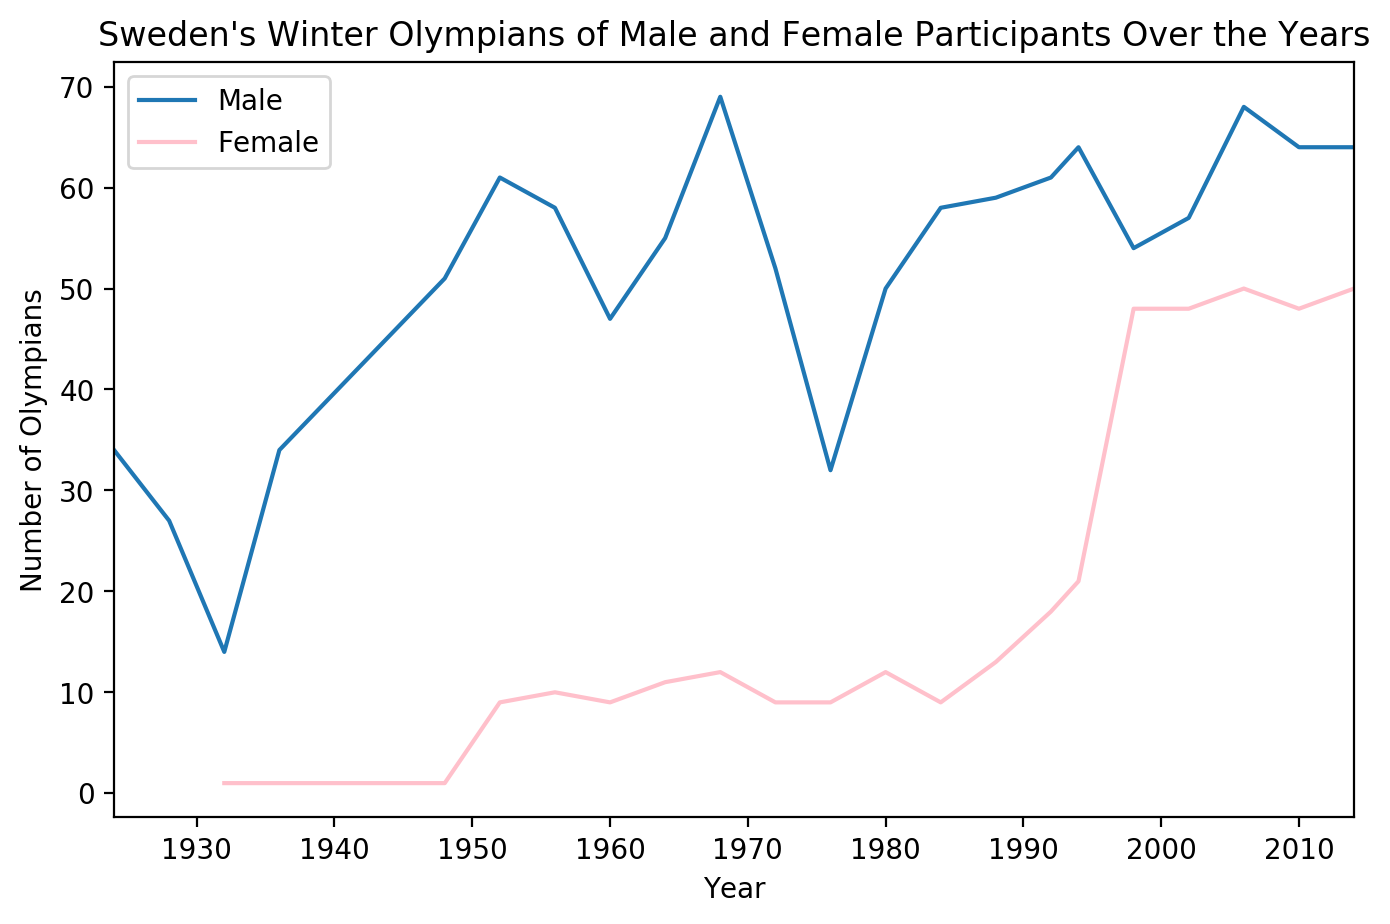 Sweden's Winter Olympians of Male and Female Participants Over the Years
Male
Female
70
60
50
40
30
20
10
0
Number of Olympians
1930 1940 1950 1960 1970 1980 1990 2000 2010
Year